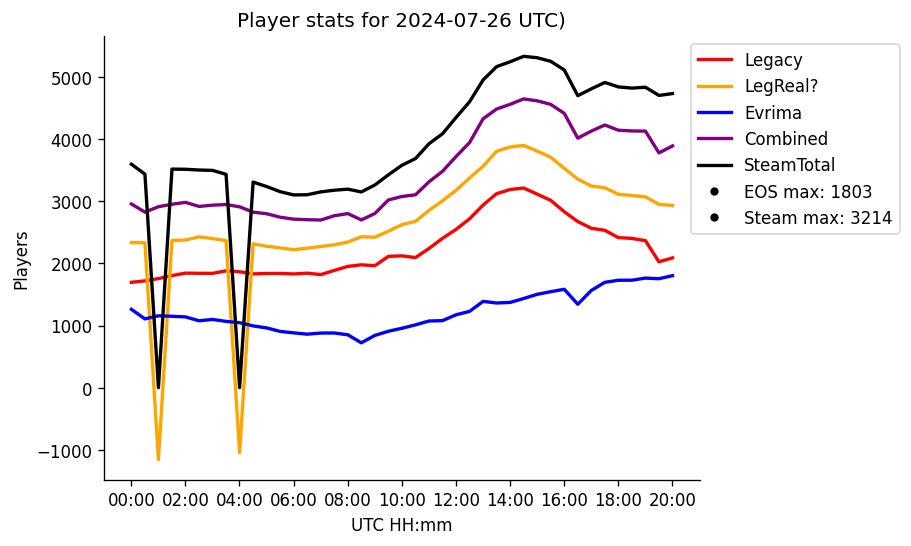 Player stats for 2024-07-26 UTC)
Players
5000
4000
3000
2000
1000
0
−1000
00:00 02:00 04:00 06:00 08:00 10:00 12:00 14:00 16:00 18:00 20:00
UTC HH:mm
Legacy
LegReal?
Evrima
Combined
SteamTotal
EOS max: 1803
Steam max: 3214